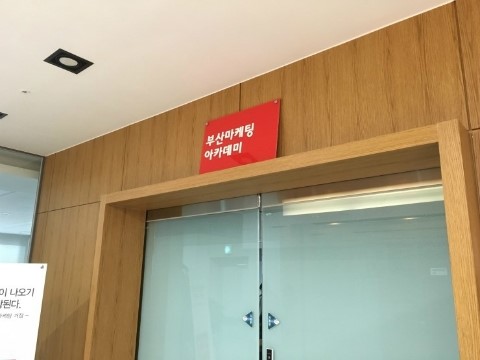 부산마케팅
아카데미
이 나오기
된다.